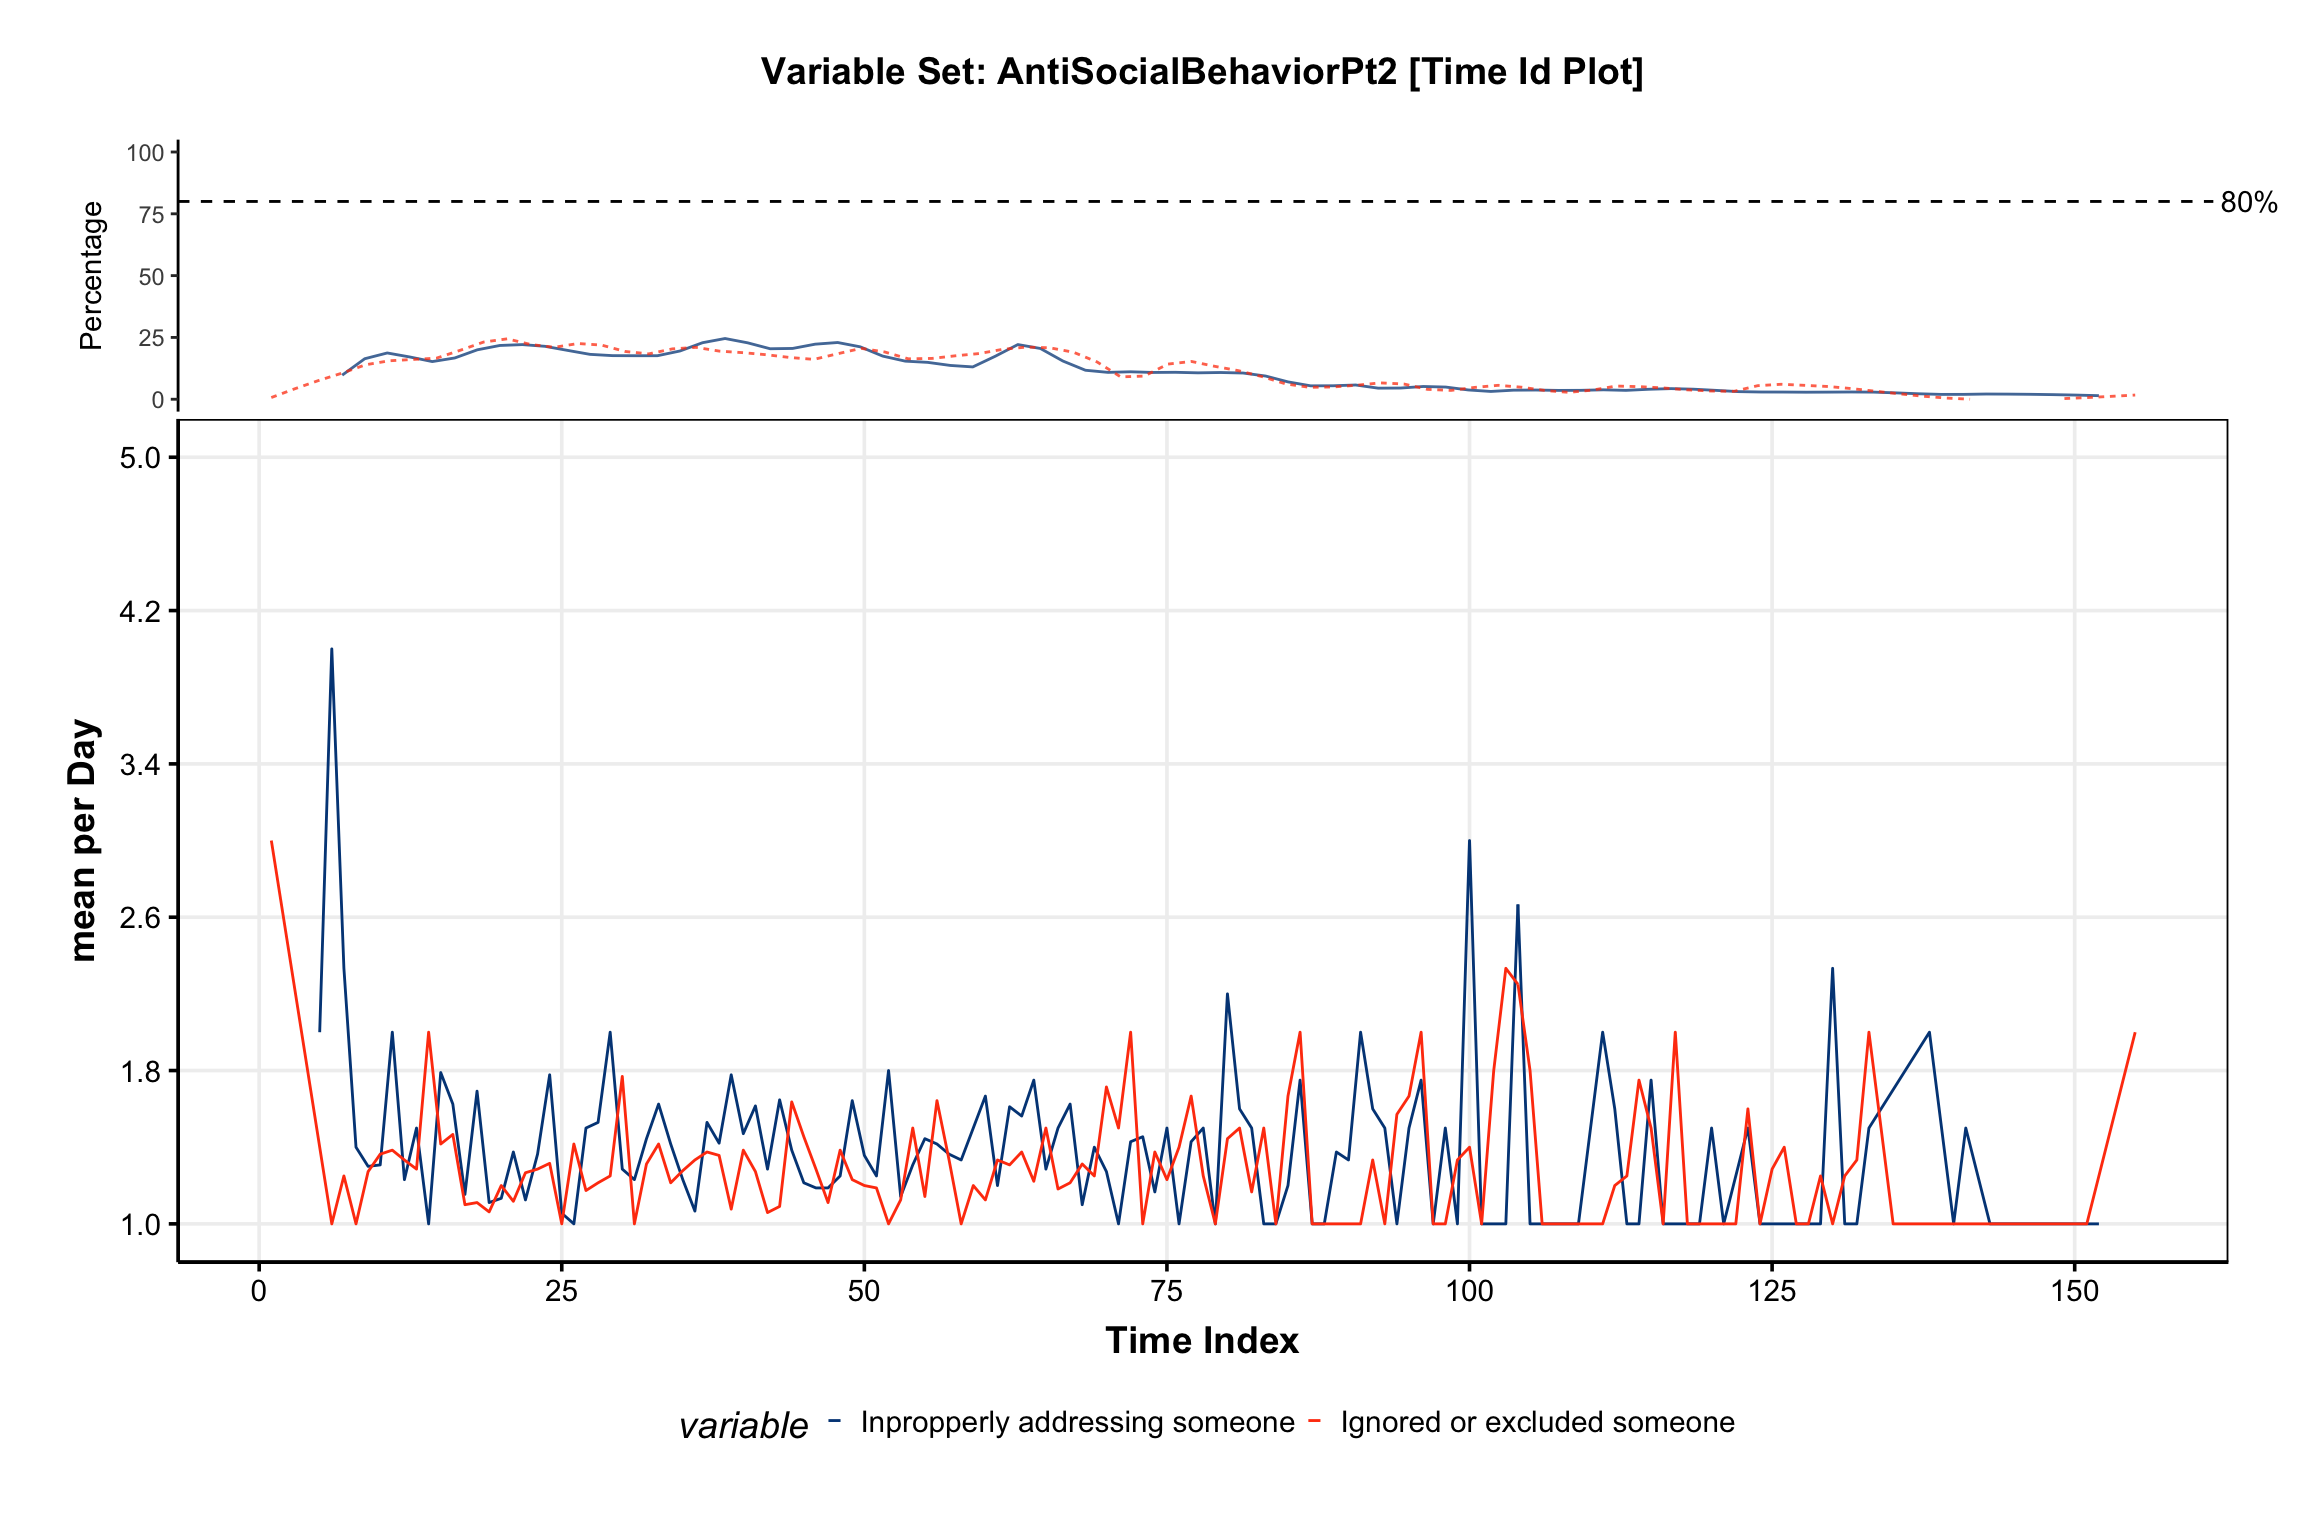 Variable Set: AntiSocialBehaviorPt2 [Time Id Plot]
Percentage
100
75
50
25
0
80%
mean per Day
5.0
4.2
3.4
2.6
1.8
1.0
0 25 50 75 100 125 150
Time Index
variable Inpropperly addressing someone Ignored or excluded someone